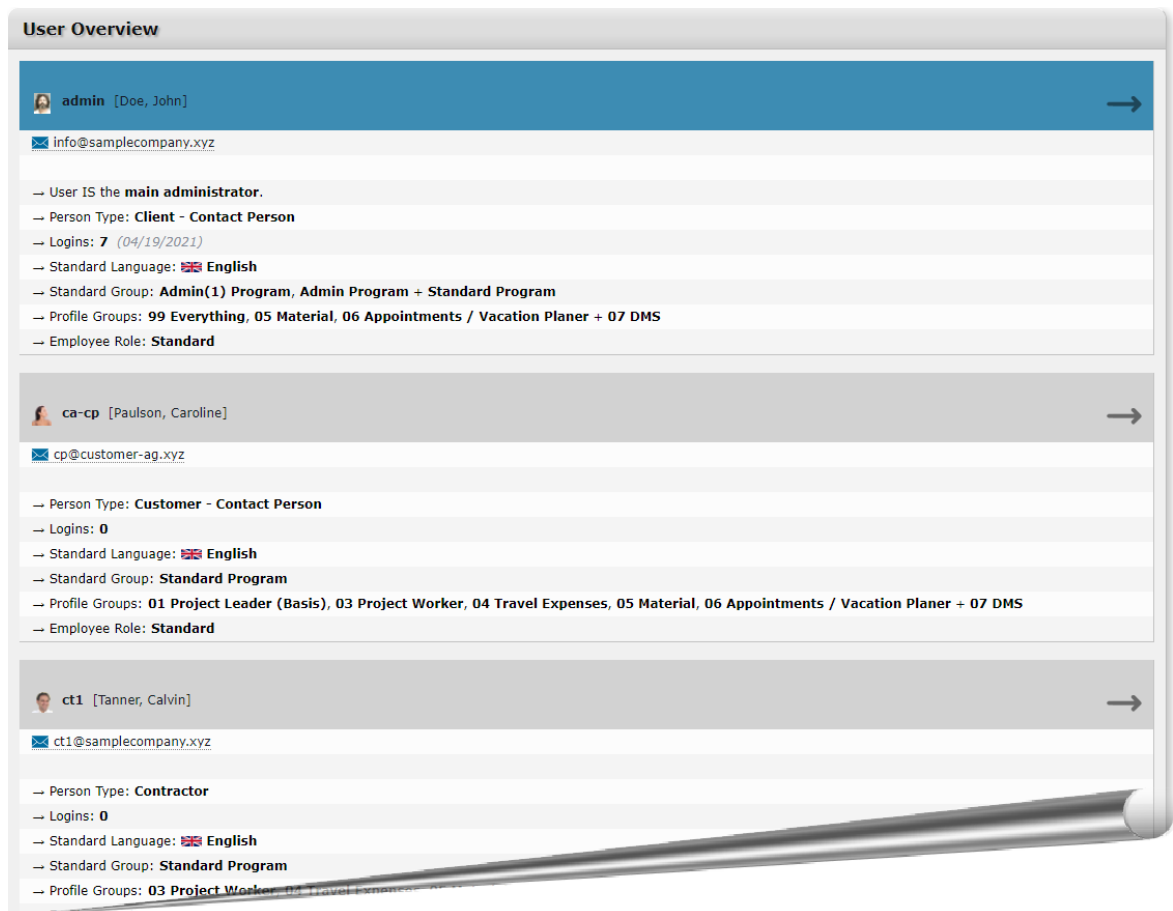 User Overview
admin [Doe, John]
info@samplecompany.xyz
→ User IS the main administrator.
→ Person Type: Client - Contact Person
→ Logins: 7 (04/19/2021)
→ Standard Language: English
→ Standard Group: Admin(1) Program, Admin Program + Standard Program
→ Profile Groups: 99 Everything, 05 Material, 06 Appointments / Vacation Planer + 07 DMS
→ Employee Role: Standard
ca-cp [Paulson, Caroline]
cp@customer-ag.xyz
→ Person Type: Customer - Contact Person
→ Logins: 0
→ Standard Language: English
→ Standard Group: Standard Program
→ Profile Groups: 01 Project Leader (Basis), 03 Project Worker, 04 Travel Expenses, 05 Material, 06 Appointments / Vacation Planer + 07 DMS
→ Employee Role: Standard
ct1 [Tanner, Calvin]
ct1@samplecompany.xyz
→ Person Type: Contractor
→ Logins: 0
→ Standard Language: English
→ Standard Group: Standard Program
→ Profile Groups: 03 Project Worker, 04 Travel Expenses,